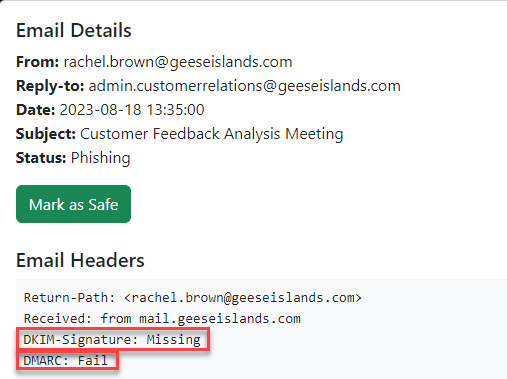 Email Details
From: rachel.brown@geeseislands.com
Reply-to: admin.customerrelations@geeseislands.com
Date: 2023-08-18 13:35:00
Subject: Customer Feedback Analysis Meeting
Status: Phishing
Mark as Safe
Email Headers
Return-Path: <rachel.brown@geeseislands.com>
Received: from mail.geeseislands.com
DKIM-Signature: Missing
DMARC: Fail